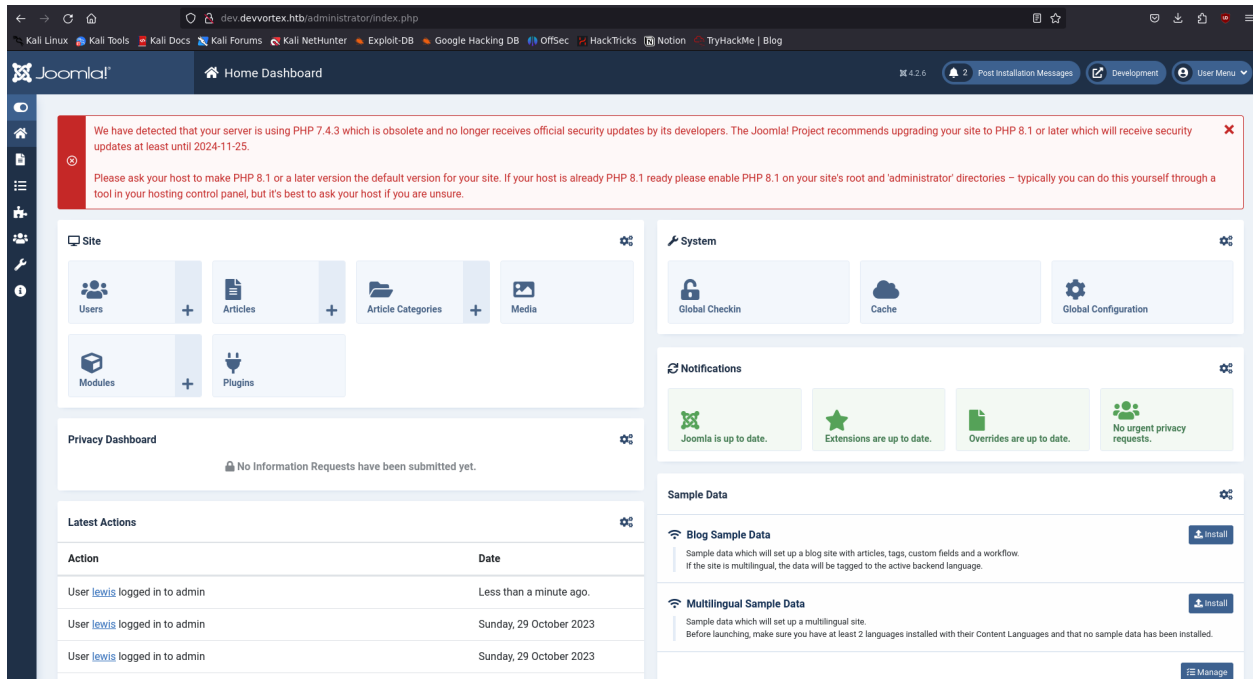 dev.devvortex.htb/administrator/index.php
Kali Linux Kali Tools Kali Docs Kali Forums Kali NetHunter Exploit-DB Google Hacking DB OffSec HackTricks Notion TryHackMe | Blog
Joomla!® Home Dashboard 4.2.6 2 Post Installation Messages Development User Menu
We have detected that your server is using PHP 7.4.3 which is obsolete and no longer receives official security updates by its developers. The Joomla! Project recommends upgrading your site to PHP 8.1 or later which will receive security
updates at least until 2024-11-25.
Please ask your host to make PHP 8.1 or a later version the default version for your site. If your host is already PHP 8.1 ready please enable PHP 8.1 on your site's root and 'administrator' directories – typically you can do this yourself through a
tool in your hosting control panel, but it's best to ask your host if you are unsure.
Site
Users
Articles
Article Categories
Media
Modules
Plugins
Privacy Dashboard
No Information Requests have been submitted yet.
Latest Actions
Action Date
User lewis logged in to admin Less than a minute ago.
User lewis logged in to admin Sunday, 29 October 2023
User lewis logged in to admin Sunday, 29 October 2023
System
Global Checkin
Cache
Global Configuration
Notifications
Joomla is up to date.
Extensions are up to date.
Overrides are up to date.
No urgent privacy
requests.
Sample Data
Blog Sample Data Install
Sample data which will set up a blog site with articles, tags, custom fields and a workflow.
If the site is multilingual, the data will be tagged to the active backend language.
Multilingual Sample Data Install
Sample data which will set up a multilingual site.
Before launching, make sure you have at least 2 languages installed with their Content Languages and that no sample data has been installed.
Manage